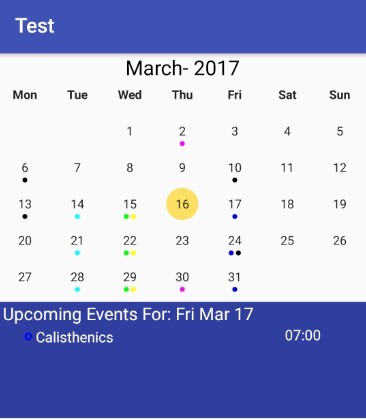 Test
March- 2017
Mon Tue Wed Thu Fri Sat Sun
1 2 3 4 5
6 7 8 9 10 11 12
13 14 15 16 17 18 19
20 21 22 23 24 25 26
27 28 29 30 31
Upcoming Events For: Fri Mar 17
Calisthenics 07:00